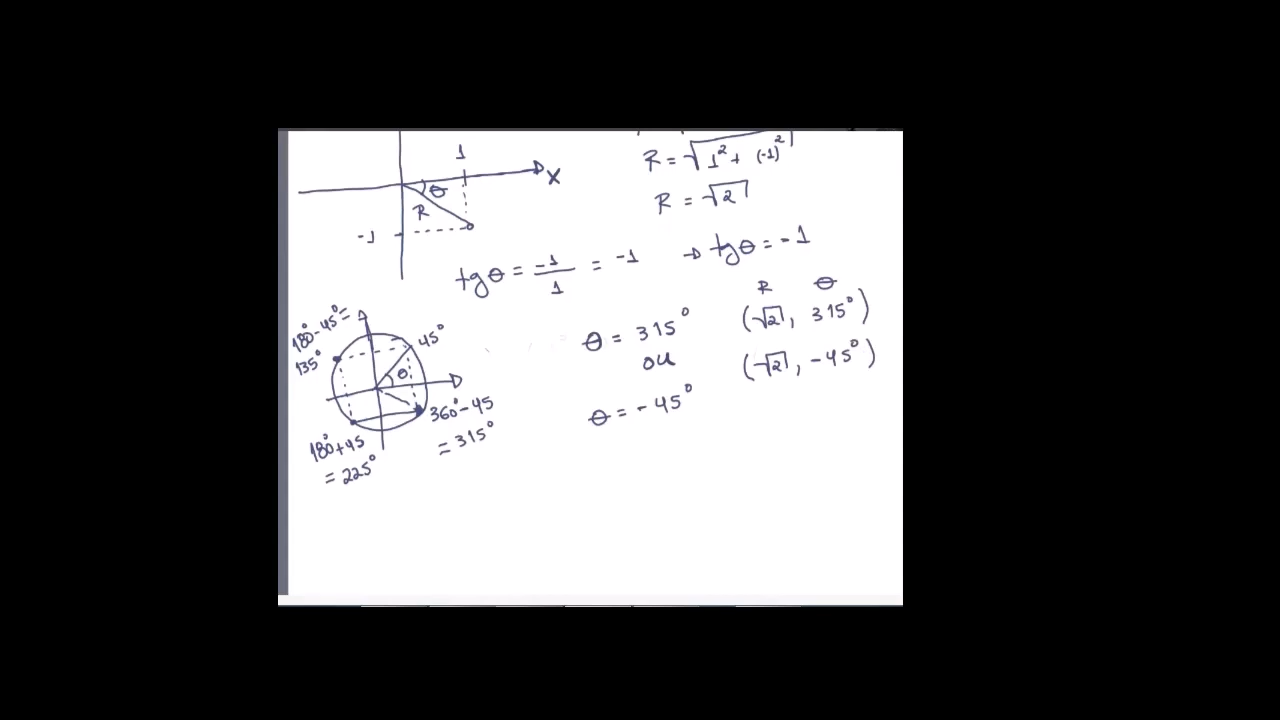 1
X
θ
R
-1
R = √1² + (-1)²
R = √2
tgθ = -1/1 = -1 → tgθ = -1
180° - 45° =
135°
45°
θ
360° - 45
= 315°
180° + 45
= 225°
θ = 315°
ou
θ = - 45°
R θ
(√2, 315°)
(√2, -45°)